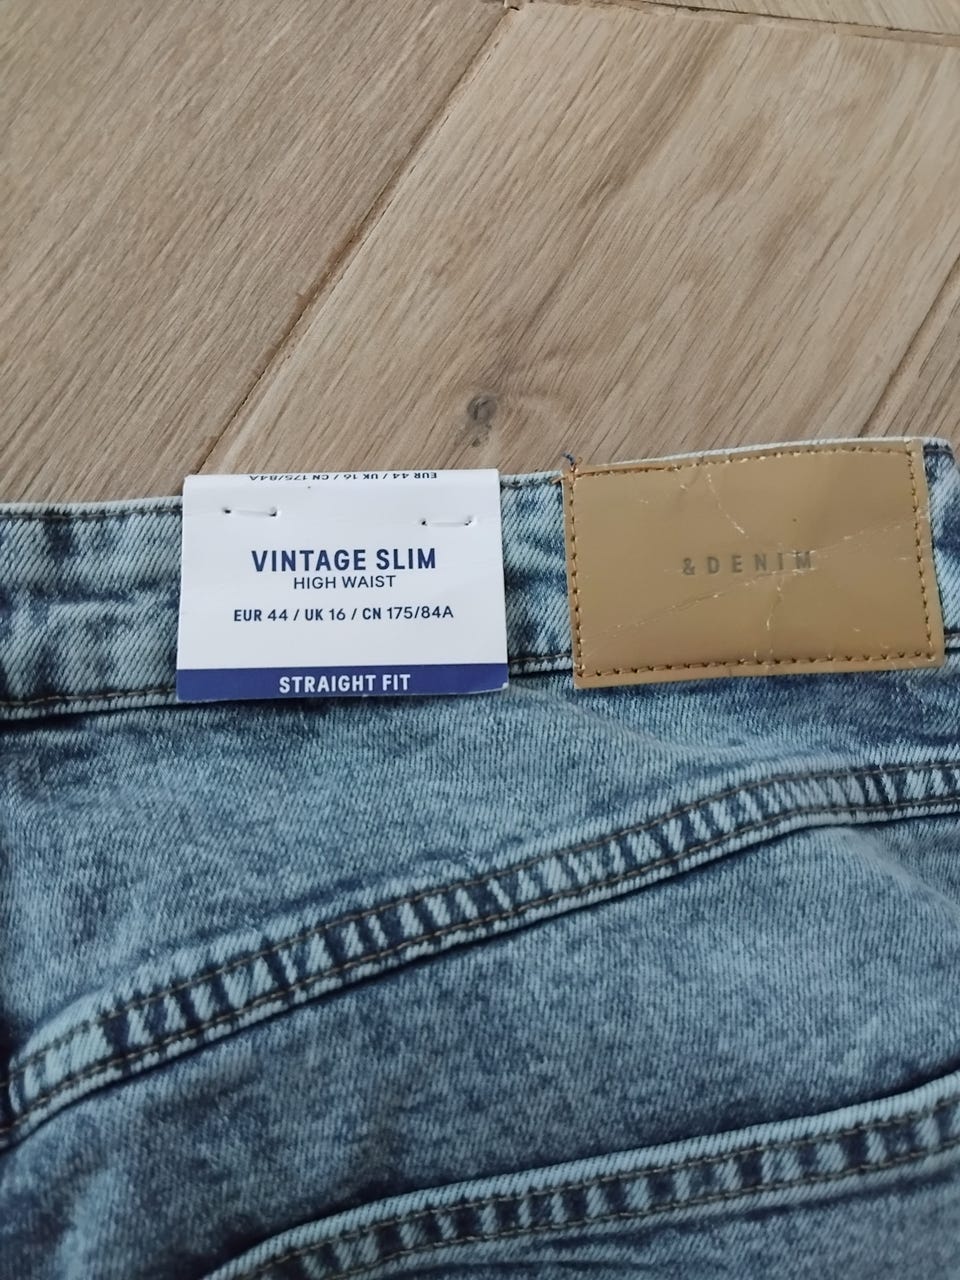 EUR 44 / UK 16 / CN 175/84A
VINTAGE SLIM
HIGH WAIST
EUR 44 / UK 16 / CN 175/84A
STRAIGHT FIT
&DENIM